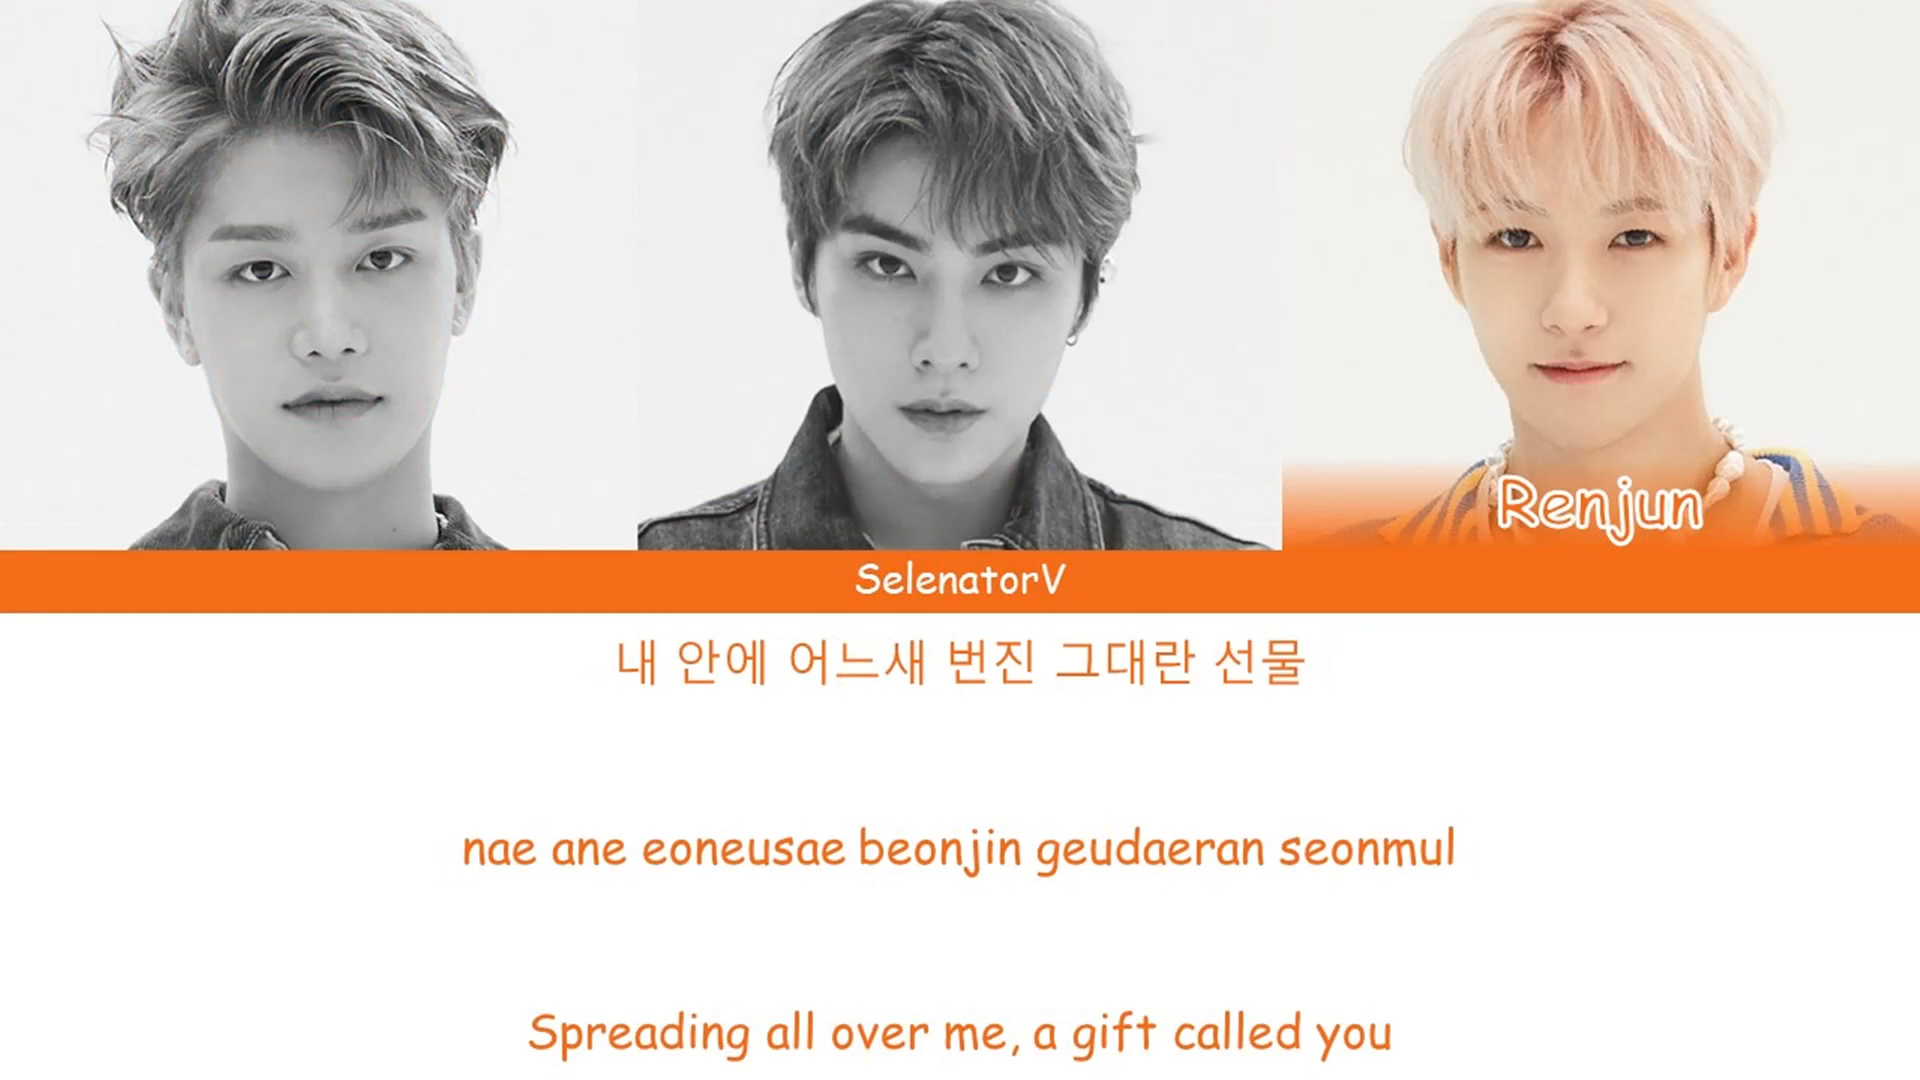 Renjun
SelenatorV
내 안에 어느새 번진 그대란 선물
nae ane eoneusae beonjin geudaeran seonmul
Spreading all over me, a gift called you